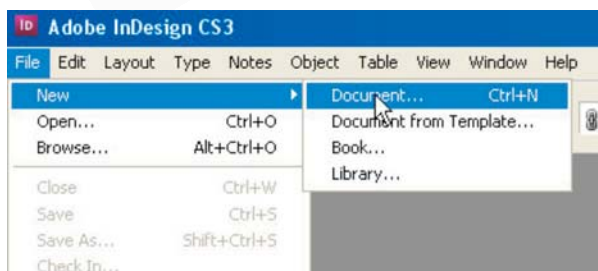 ID Adobe InDesign CS3
File Edit Layout Type Notes Object Table View Window Help
New
Open... Ctrl+O
Browse... Alt+Ctrl+O
Close Ctrl+W
Save Ctrl+S
Save As... Shift+Ctrl+S
Check In...
Document... Ctrl+N
Document from Template...
Book...
Library...